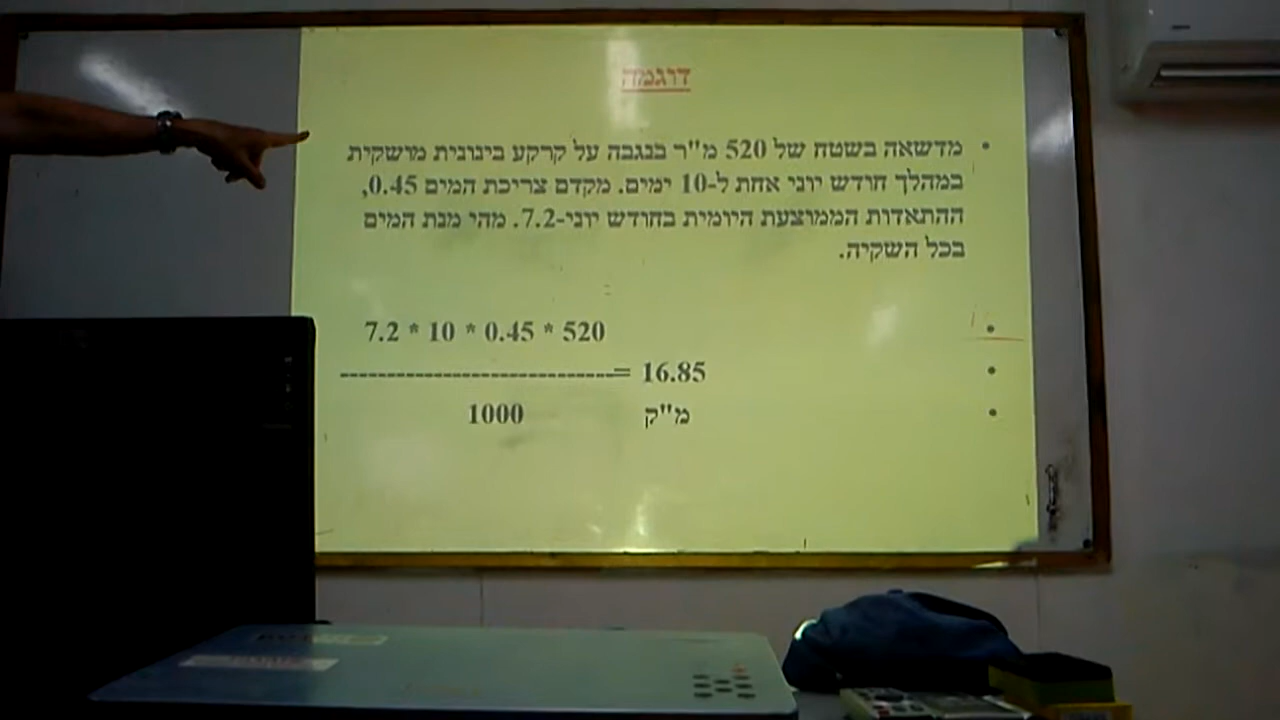 דוגמה
• מדשאה בשטח של 520 מ"ר בנגבה על קרקע בינונית מושקית
במהלך חודש יוני אחת ל-10 ימים. מקדם צריכת המים 0.45,
ההתאדות הממוצעת היומית בחודש יוני-7.2. מהי מנת המים
בכל השקיה.
• 7.2 * 10 * 0.45 * 520
• ----------------------------= 16.85
• 1000 מ"ק